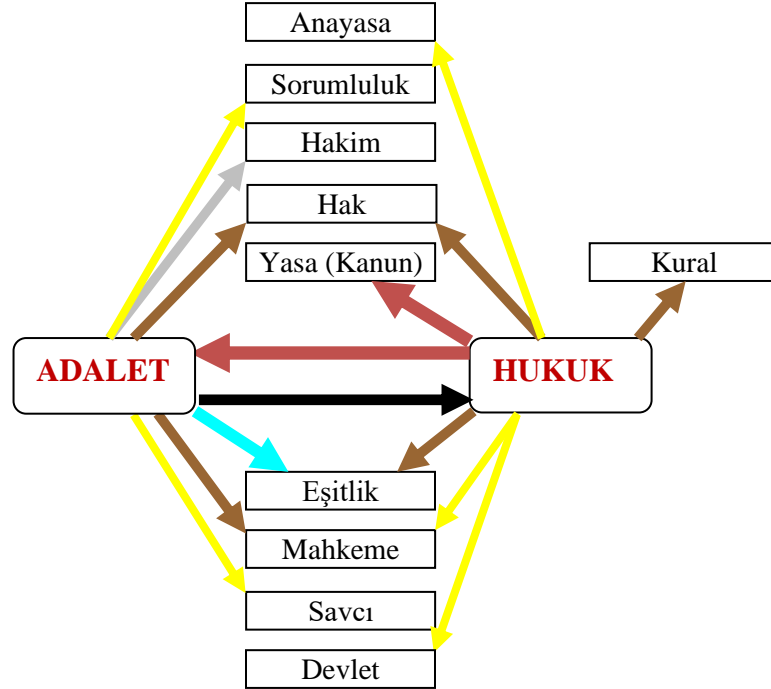 Anayasa
Sorumluluk
Hakim
Hak
Yasa (Kanun)
Kural
ADALET
HUKUK
Eşitlik
Mahkeme
Savcı
Devlet